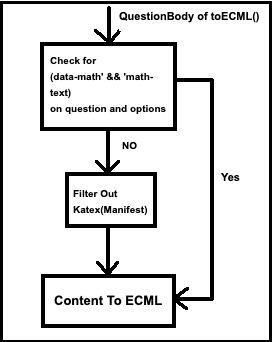 QuestionBody of toECML()
Check for
(data-math' && 'math-
text)
on question and options
NO
Yes
Filter Out
Katex(Manifest)
Content To ECML